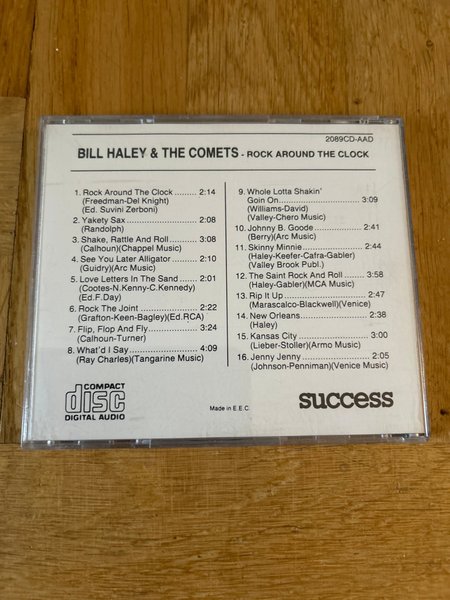 2089CD-AAD
BILL HALEY & THE COMETS - ROCK AROUND THE CLOCK
1. Rock Around The Clock .......... 2:14
(Freedman-Del Knight)
(Ed. Suvini Zerboni)
2. Yakety Sax .......... 2:08
(Randolph)
3. Shake, Rattle And Roll .......... 3:08
(Calhoun)(Chappel Music)
4. See You Later Alligator .......... 2:10
(Guidry)(Arc Music)
5. Love Letters In The Sand .......... 2:01
(Cootes-N.Kenny-C.Kennedy)
(Ed.F.Day)
6. Rock The Joint .......... 2:22
(Grafton-Keen-Bagley)(Ed.RCA)
7. Flip, Flop And Fly .......... 3:24
(Calhoun-Turner)
8. What'd I Say .......... 4:09
(Ray Charles)(Tangarine Music)
9. Whole Lotta Shakin'
Goin On .......... 3:09
(Williams-David)
(Valley-Chero Music)
10. Johnny B. Goode .......... 2:41
(Berry)(Arc Music)
11. Skinny Minnie .......... 2:44
(Haley-Keefer-Cafra-Gabler)
(Valley Brook Publ.)
12. The Saint Rock And Roll .......... 3:58
(Haley-Gabler)(MCA Music)
13. Rip It Up .......... 2:47
(Marascalco-Blackwell)(Venice)
14. New Orleans .......... 2:38
(Haley)
15. Kansas City .......... 3:00
(Lieber-Stoller)(Armo Music)
16. Jenny Jenny .......... 2:05
(Johnson-Penniman)(Venice Music)
COMPACT
disc
DIGITAL AUDIO
Made in E.E.C.
success